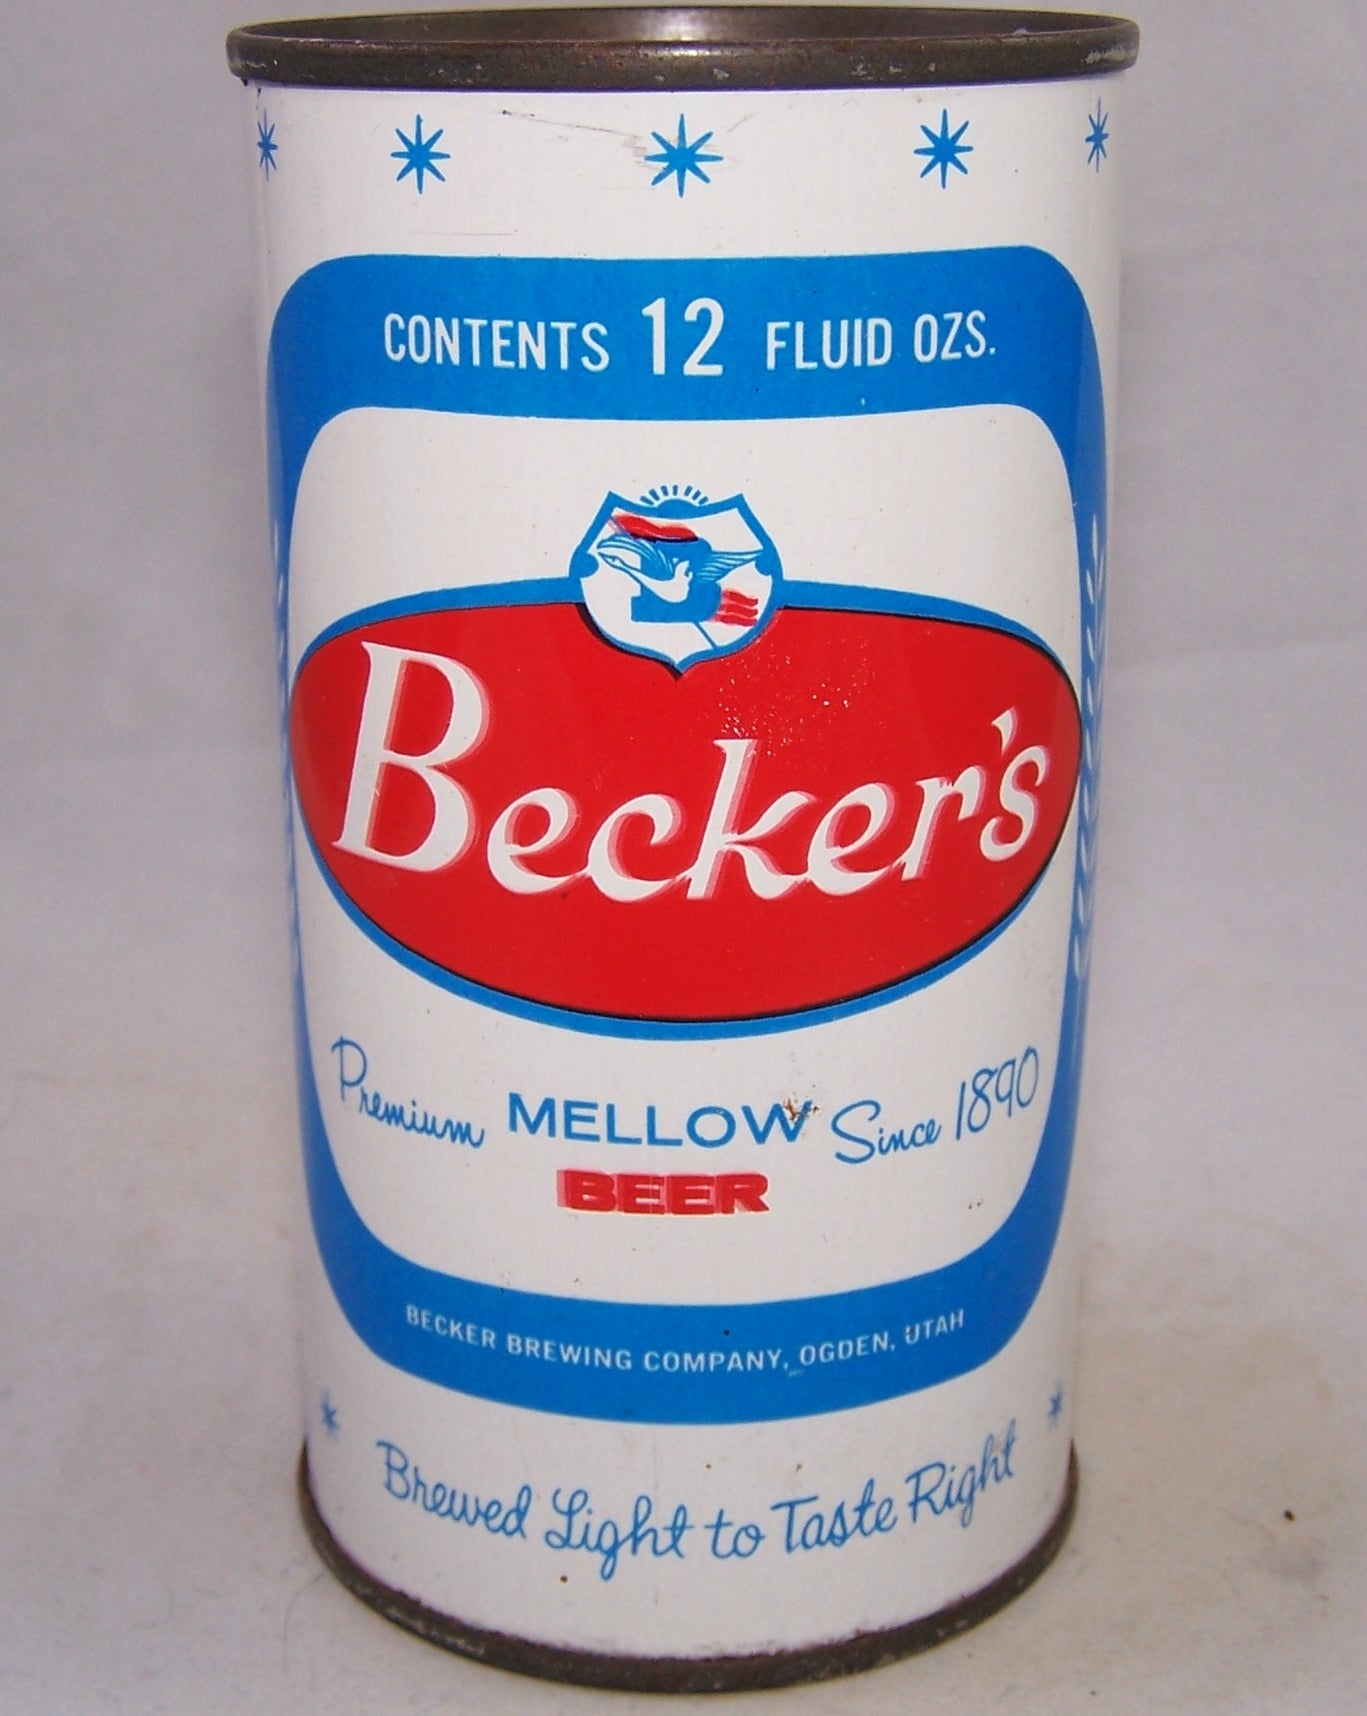 CONTENTS 12 FLUID OZS.
Becker's
Premium MELLOW Since 1890
BEER
BECKER BREWING COMPANY, OGDEN, UTAH
Brewed Light to Taste Right